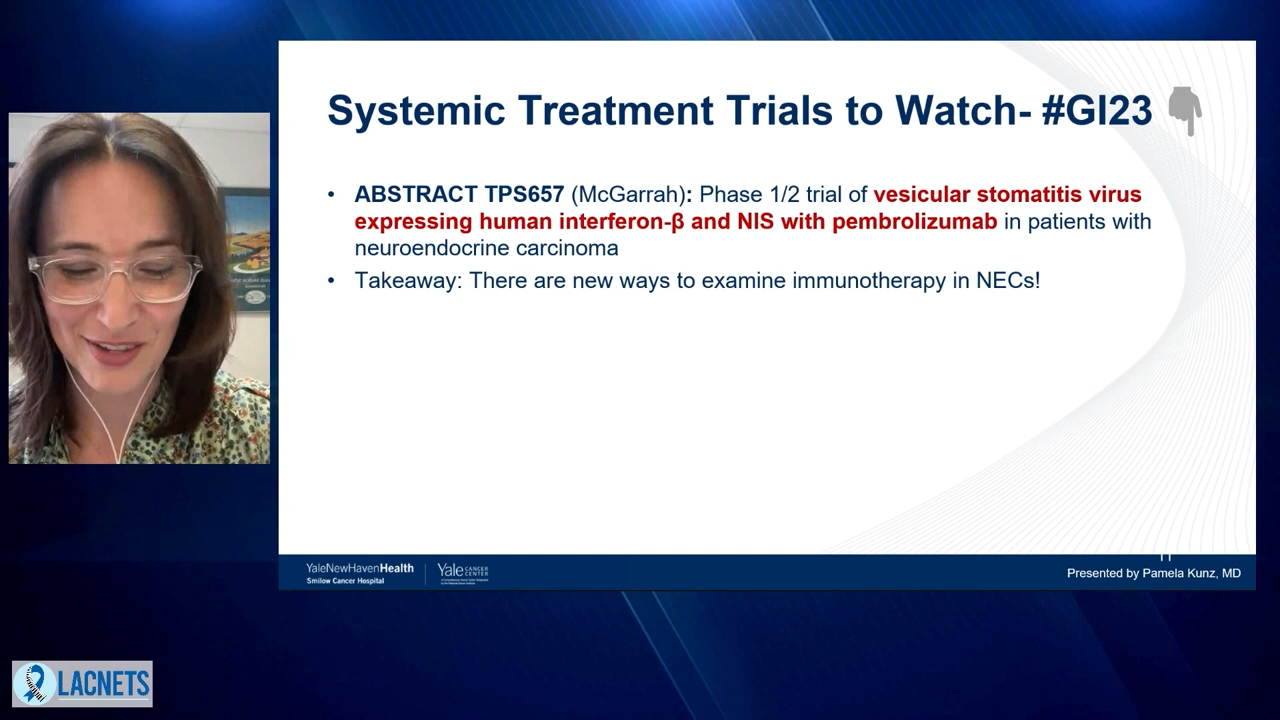 Systemic Treatment Trials to Watch- #GI23
• ABSTRACT TPS657 (McGarrah): Phase 1/2 trial of vesicular stomatitis virus
expressing human interferon-β and NIS with pembrolizumab in patients with
neuroendocrine carcinoma
• Takeaway: There are new ways to examine immunotherapy in NECs!
YaleNewHavenHealth
Smilow Cancer Hospital
Yale CANCER
CENTER
Presented by Pamela Kunz, MD
LACNETS